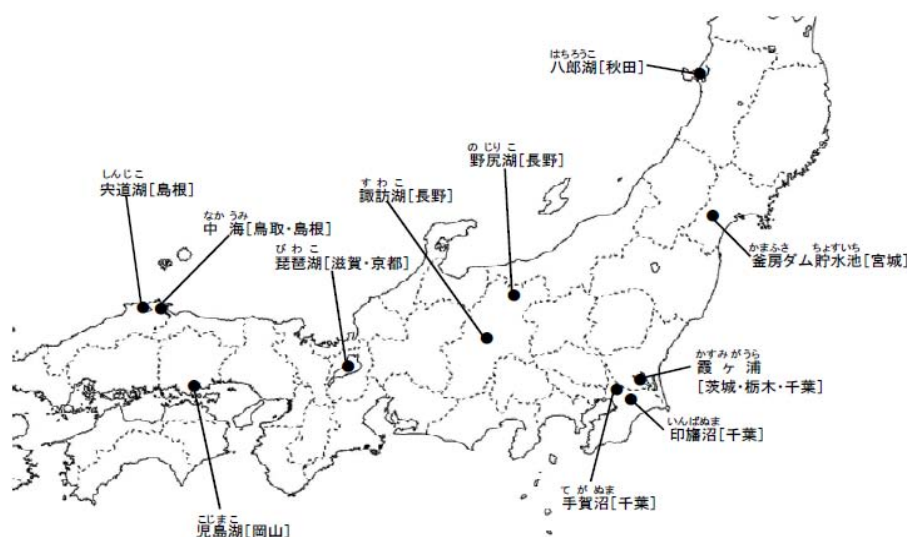 はちろうこ
八郎湖[秋田]
の じり こ
野尻湖[長野]
しんじこ
宍道湖[島根]
す わ こ
諏訪湖[長野]
なか うみ
中 海[鳥取・島根]
び わ こ
琵琶湖[滋賀・京都]
かまふさ ちょすいち
釜房ダム貯水池[宮城]
かすみ が うら
霞 ヶ 浦
[茨城・栃木・千葉]
いんばぬま
印旛沼[千葉]
て が ぬま
手賀沼[千葉]
こじまこ
児島湖[岡山]